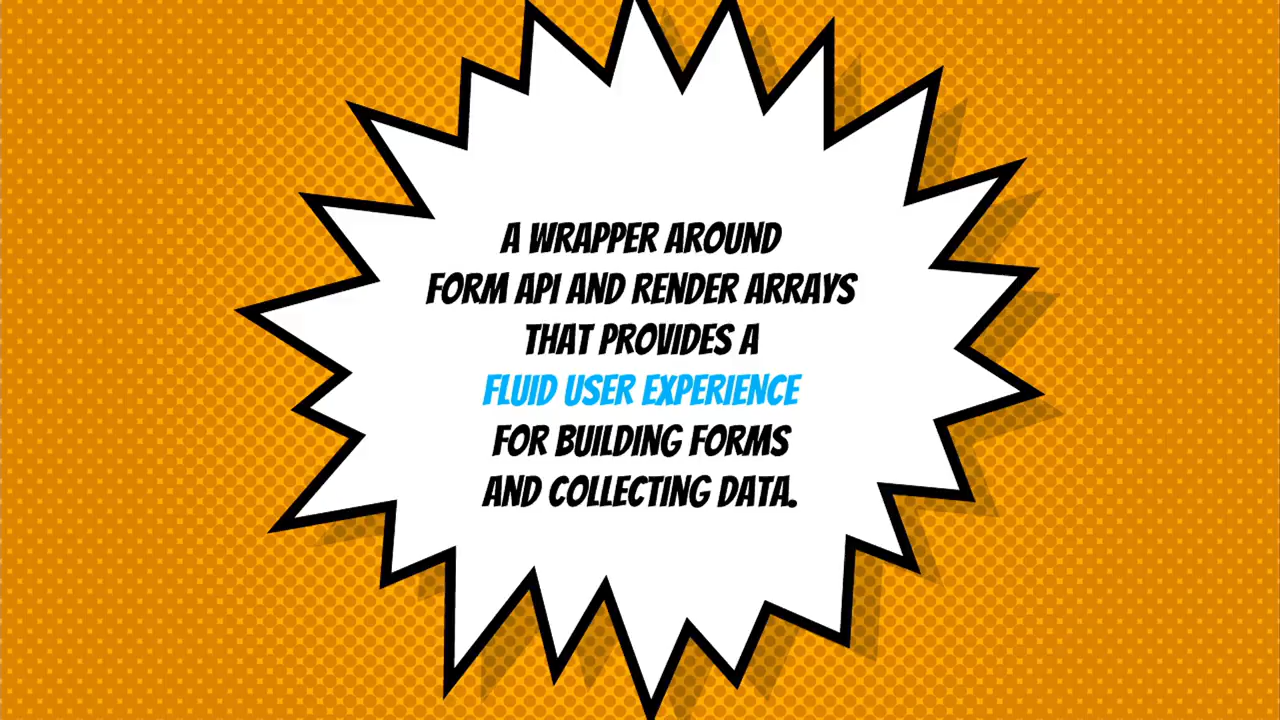 A WRAPPER AROUND
FORM API AND RENDER ARRAYS
THAT PROVIDES A
FLUID USER EXPERIENCE
FOR BUILDING FORMS
AND COLLECTING DATA.